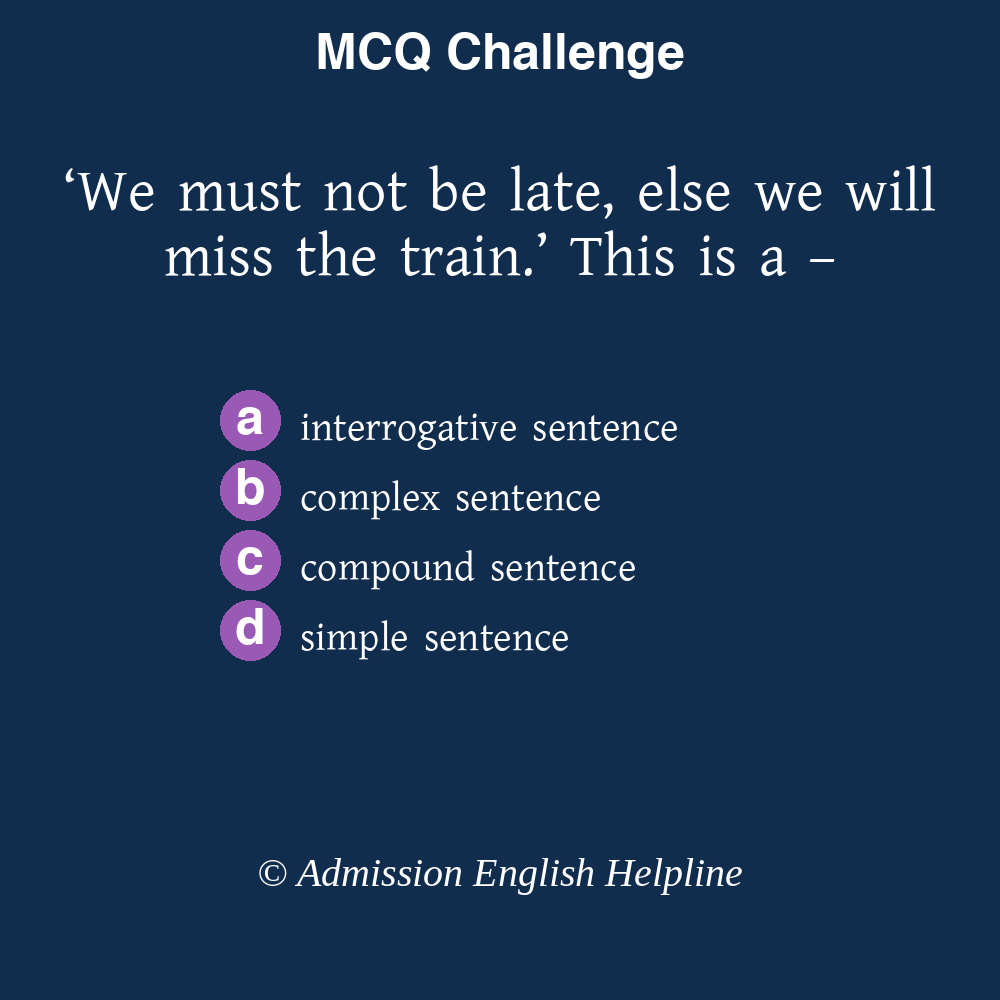 MCQ Challenge
‘We must not be late, else we will
miss the train.’ This is a –
a interrogative sentence
b complex sentence
c compound sentence
d simple sentence
© Admission English Helpline